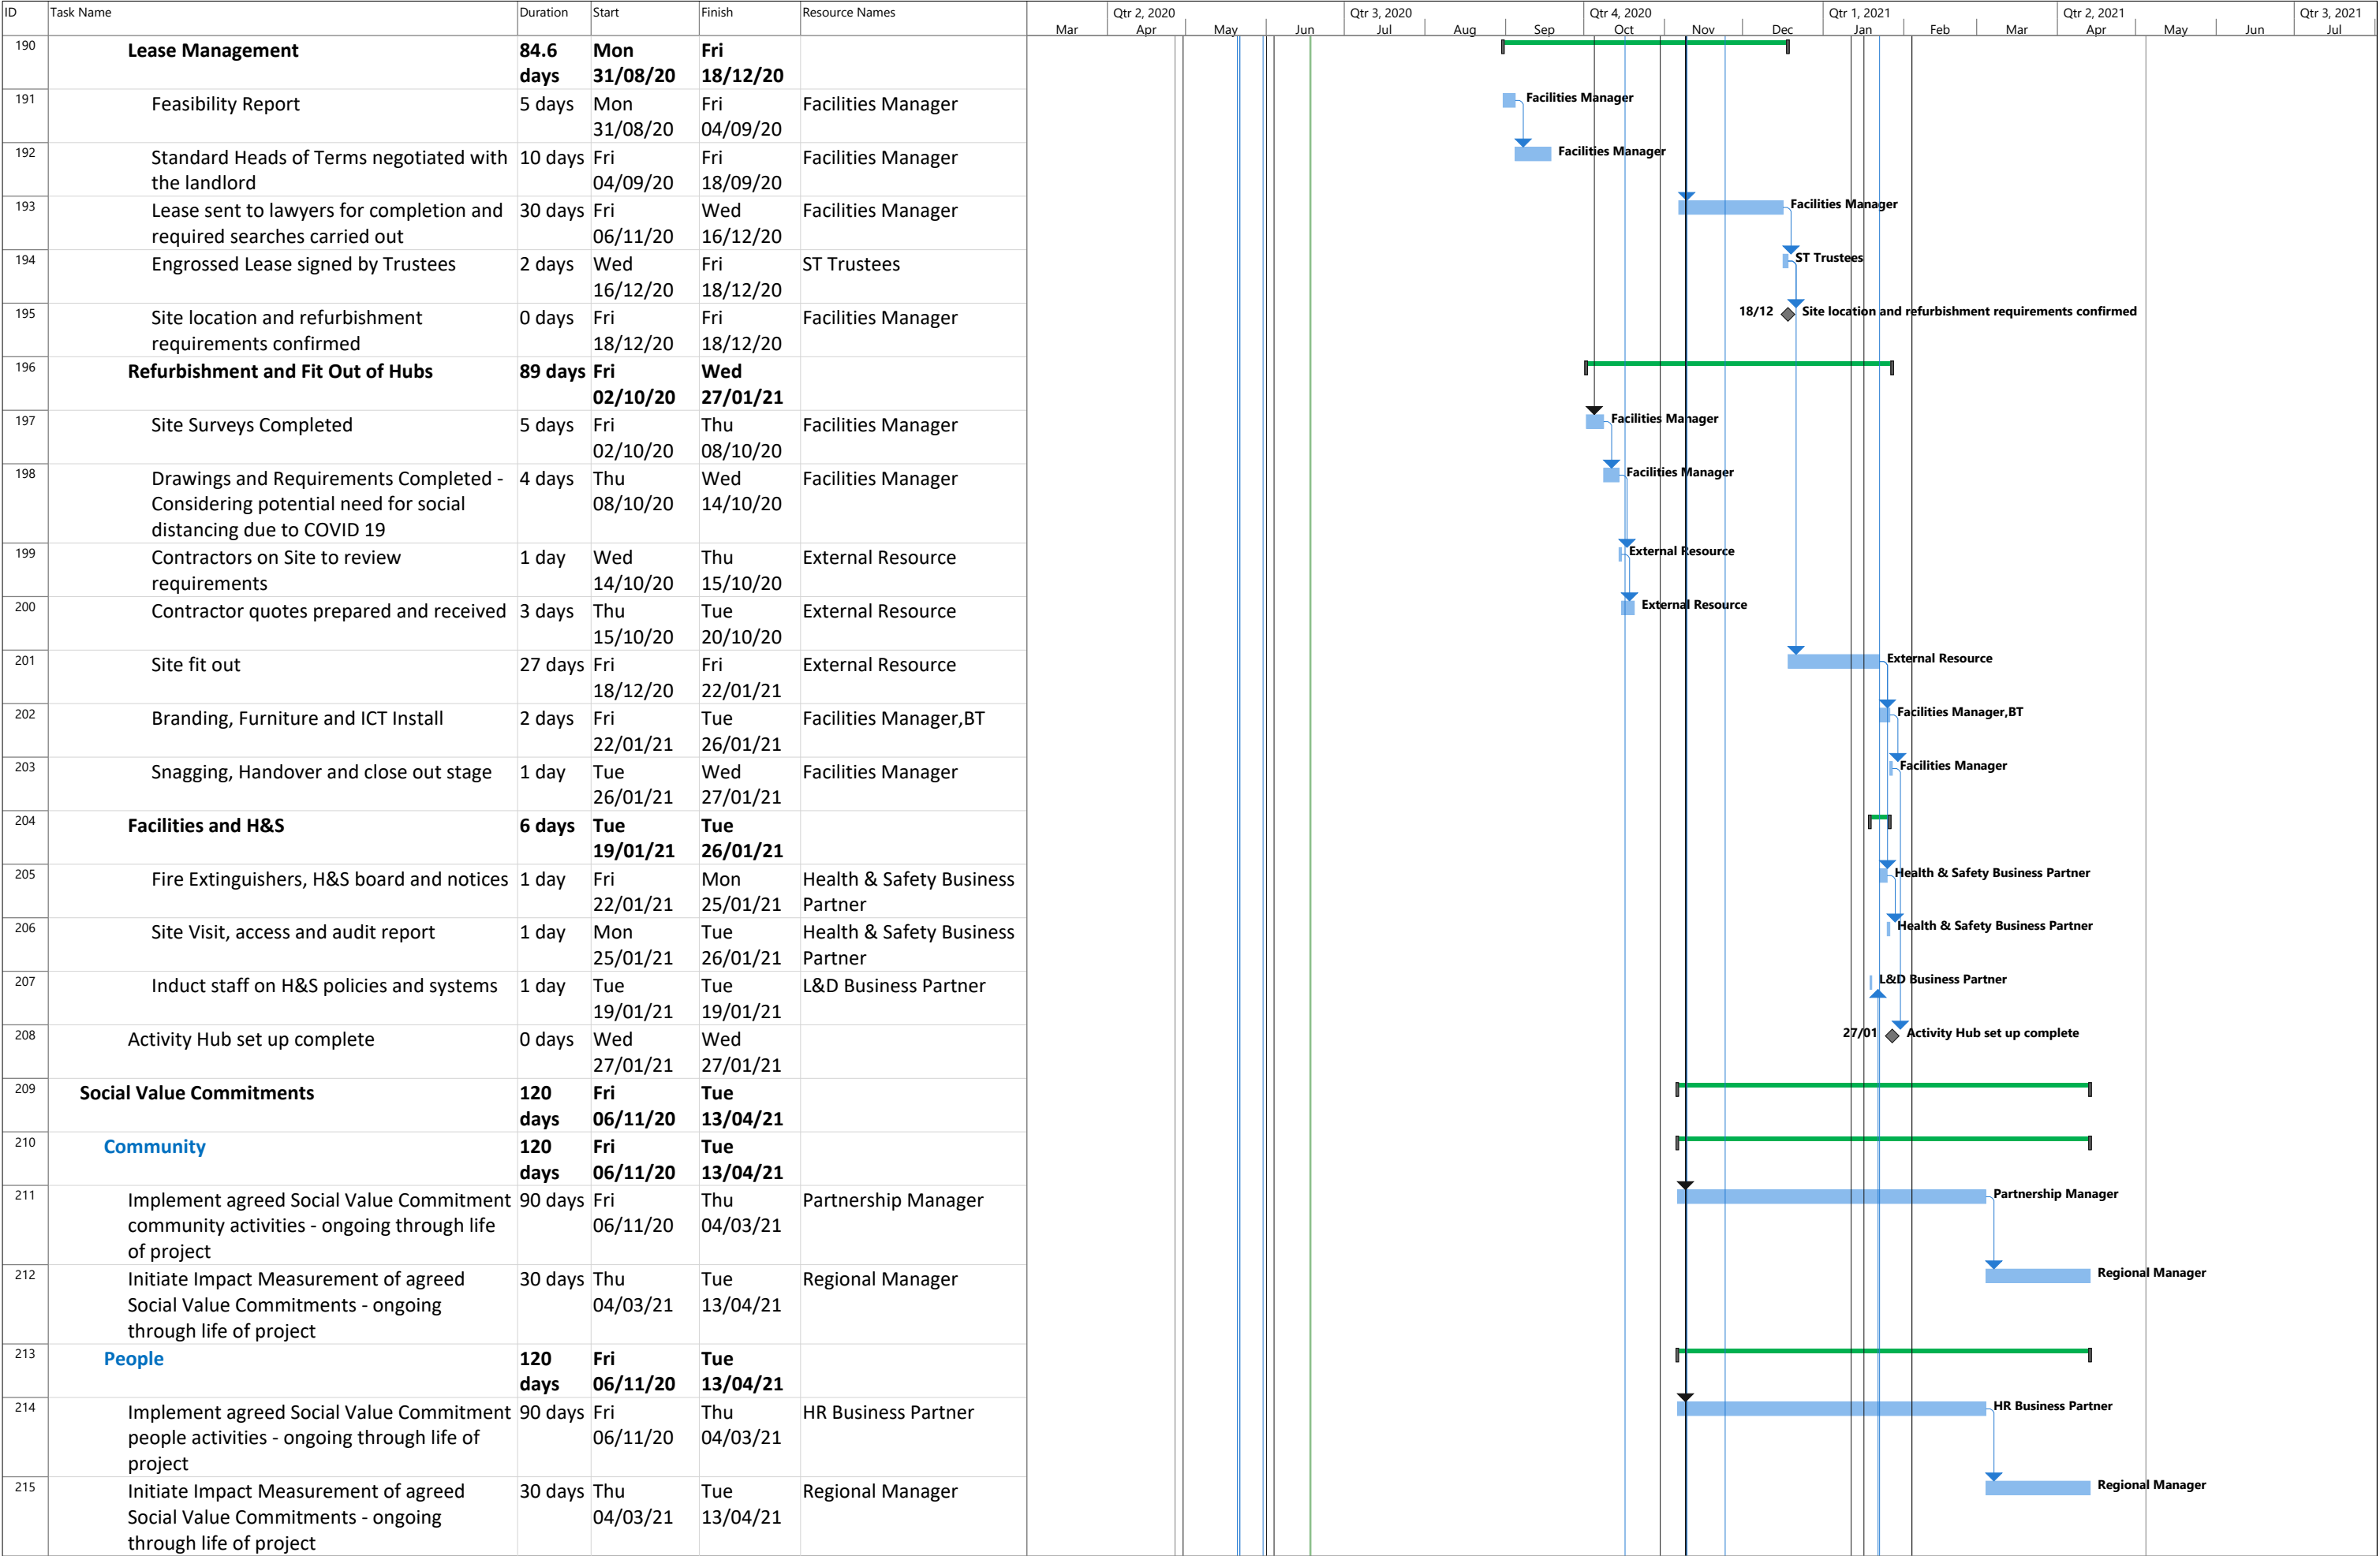 ID Task Name Duration Start Finish Resource Names
Qtr 2, 2020 Qtr 3, 2020 Qtr 4, 2020 Qtr 1, 2021 Qtr 2, 2021 Qtr 3, 2021
Mar Apr May Jun Jul Aug Sep Oct Nov Dec Jan Feb Mar Apr May Jun Jul
190 Lease Management 84.6 Mon Fri
days 31/08/20 18/12/20
191 Feasibility Report 5 days Mon Fri Facilities Manager Facilities Manager
31/08/20 04/09/20
192 Standard Heads of Terms negotiated with 10 days Fri Fri Facilities Manager Facilities Manager
the landlord 04/09/20 18/09/20
193 Lease sent to lawyers for completion and 30 days Fri Wed Facilities Manager Facilities Manager
required searches carried out 06/11/20 16/12/20
194 Engrossed Lease signed by Trustees 2 days Wed Fri ST Trustees ST Trustees
16/12/20 18/12/20
195 Site location and refurbishment 0 days Fri Fri Facilities Manager 18/12 Site location and refurbishment requirements confirmed
requirements confirmed 18/12/20 18/12/20
196 Refurbishment and Fit Out of Hubs 89 days Fri Wed
02/10/20 27/01/21
197 Site Surveys Completed 5 days Fri Thu Facilities Manager Facilities Manager
02/10/20 08/10/20
198 Drawings and Requirements Completed - 4 days Thu Wed Facilities Manager Facilities Manager
Considering potential need for social 08/10/20 14/10/20
distancing due to COVID 19
199 Contractors on Site to review 1 day Wed Thu External Resource External Resource
requirements 14/10/20 15/10/20
200 Contractor quotes prepared and received 3 days Thu Tue External Resource External Resource
15/10/20 20/10/20
201 Site fit out 27 days Fri Fri External Resource External Resource
18/12/20 22/01/21
202 Branding, Furniture and ICT Install 2 days Fri Tue Facilities Manager,BT Facilities Manager,BT
22/01/21 26/01/21
203 Snagging, Handover and close out stage 1 day Tue Wed Facilities Manager Facilities Manager
26/01/21 27/01/21
204 Facilities and H&S 6 days Tue Tue
19/01/21 26/01/21
205 Fire Extinguishers, H&S board and notices 1 day Fri Mon Health & Safety Business Health & Safety Business Partner
22/01/21 25/01/21 Partner
206 Site Visit, access and audit report 1 day Mon Tue Health & Safety Business Health & Safety Business Partner
25/01/21 26/01/21 Partner
207 Induct staff on H&S policies and systems 1 day Tue Tue L&D Business Partner L&D Business Partner
19/01/21 19/01/21
208 Activity Hub set up complete 0 days Wed Wed 27/01 Activity Hub set up complete
27/01/21 27/01/21
209 Social Value Commitments 120 Fri Tue
days 06/11/20 13/04/21
210 Community 120 Fri Tue
days 06/11/20 13/04/21
211 Implement agreed Social Value Commitment 90 days Fri Thu Partnership Manager Partnership Manager
community activities - ongoing through life 06/11/20 04/03/21
of project
212 Initiate Impact Measurement of agreed 30 days Thu Tue Regional Manager Regional Manager
Social Value Commitments - ongoing 04/03/21 13/04/21
through life of project
213 People 120 Fri Tue
days 06/11/20 13/04/21
214 Implement agreed Social Value Commitment 90 days Fri Thu HR Business Partner HR Business Partner
people activities - ongoing through life of 06/11/20 04/03/21
project
215 Initiate Impact Measurement of agreed 30 days Thu Tue Regional Manager Regional Manager
Social Value Commitments - ongoing 04/03/21 13/04/21
through life of project